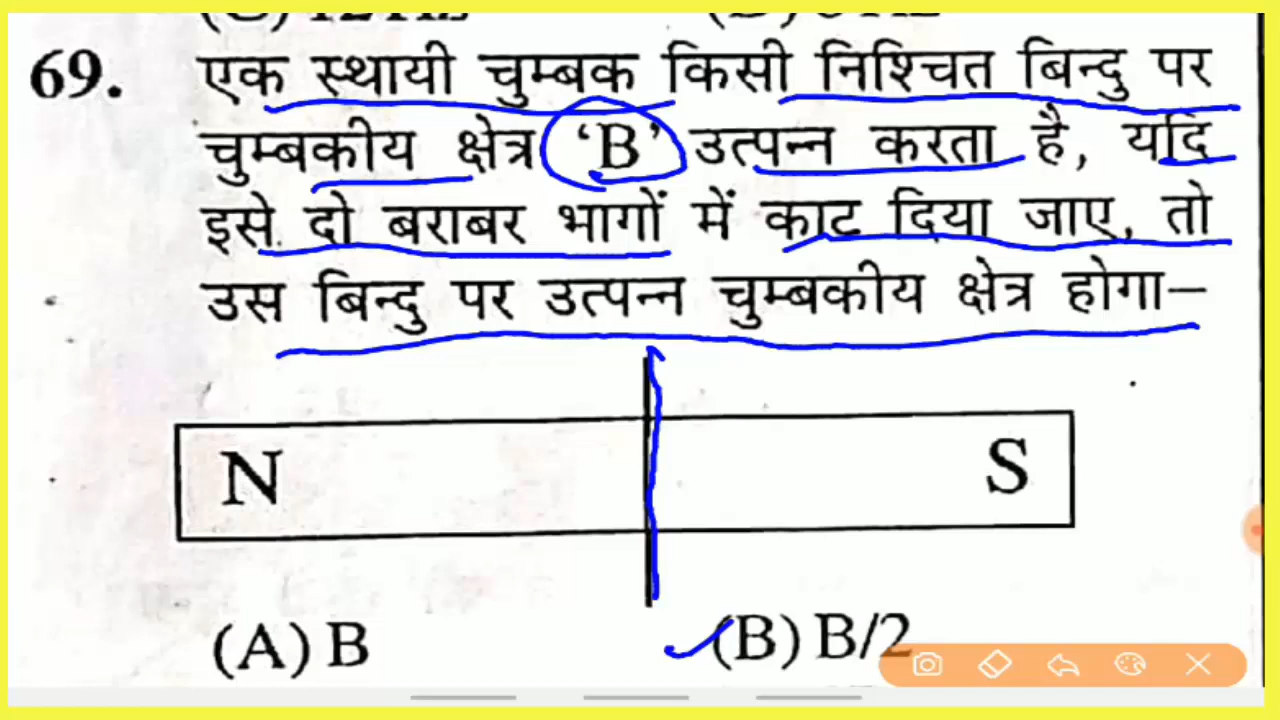 69. एक स्थायी चुम्बक किसी निश्चित बिन्दु पर
चुम्बकीय क्षेत्र ‘B’ उत्पन्न करता है, यदि
इसे दो बराबर भागों में काट दिया जाए, तो
उस बिन्दु पर उत्पन्न चुम्बकीय क्षेत्र होगा–
N S
(A) B (B) B/2